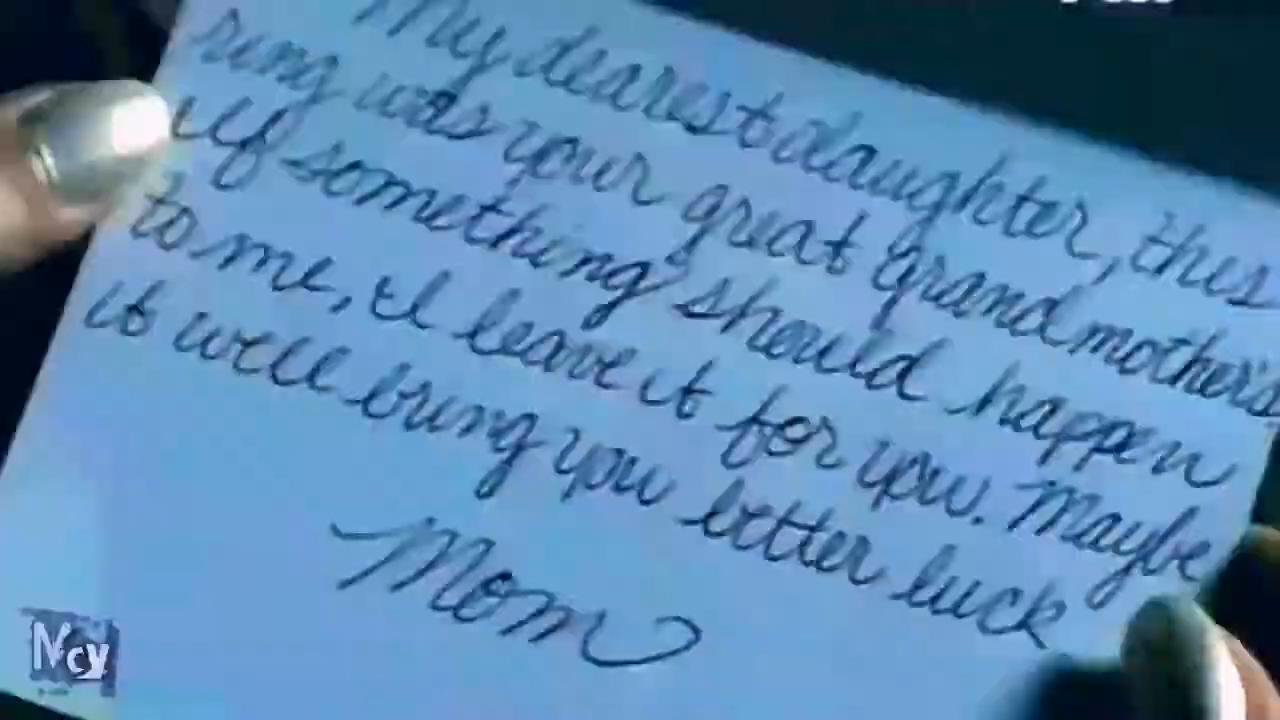 My dearest daughter, this
ring was your great grandmother's
If something should happen
to me, I leave it for you. Maybe
it will bring you better luck
Mom